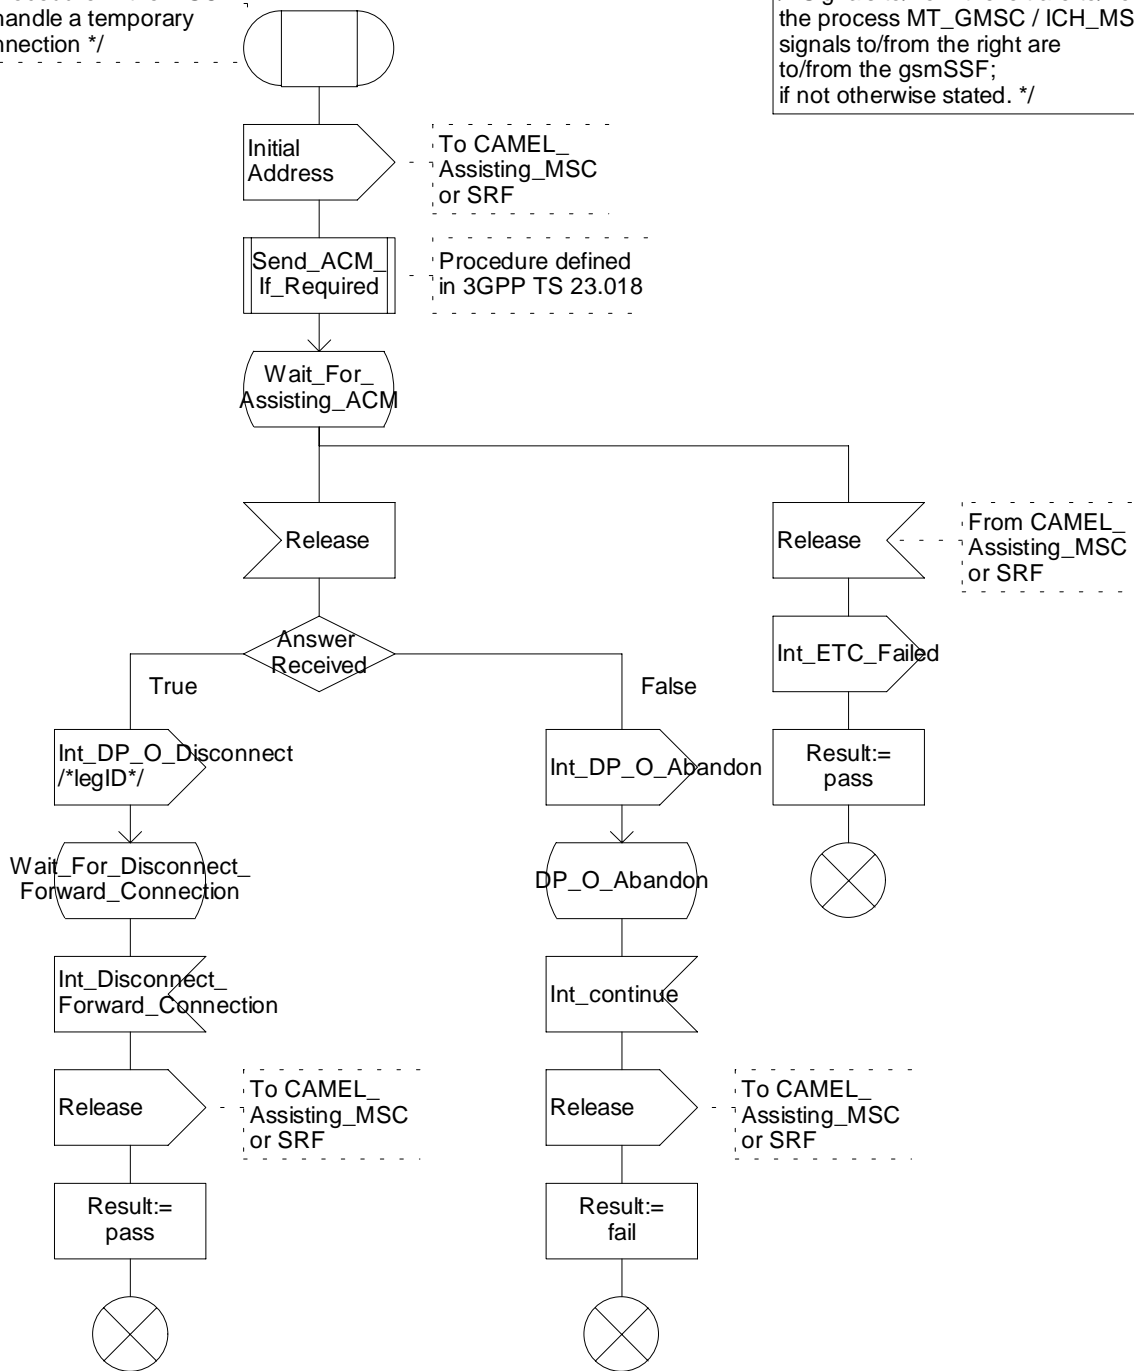 handle a temporary
connection */
the process MT_GMSC / ICH_MS
signals to/from the right are
to/from the gsmSSF;
if not otherwise stated. */
Initial
Address
To CAMEL_
Assisting_MSC
or SRF
Send_ACM_
If_Required
Procedure defined
in 3GPP TS 23.018
Wait_For_
Assisting_ACM
Release
Release
From CAMEL_
Assisting_MSC
or SRF
Answer
Received
True
False
Int_ETC_Failed
Int_DP_O_Disconnect
/*legID*/
Int_DP_O_Abandon
Result:=
pass
Wait_For_Disconnect_
Forward_Connection
DP_O_Abandon
Int_Disconnect_
Forward_Connection
Int_continue
Release
To CAMEL_
Assisting_MSC
or SRF
Release
To CAMEL_
Assisting_MSC
or SRF
Result:=
pass
Result:=
fail